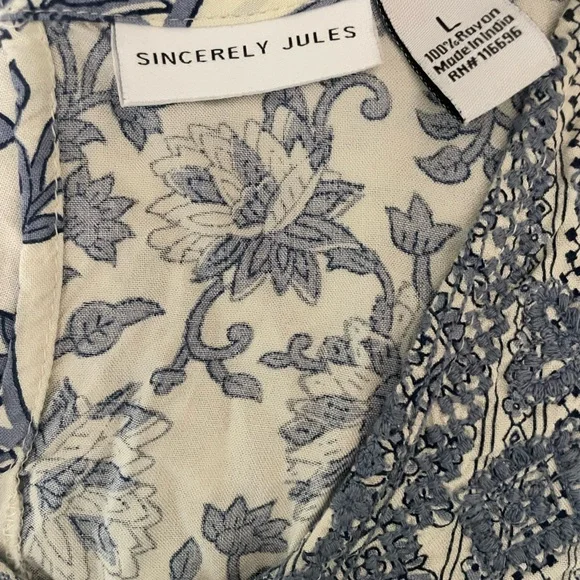 SINCERELY JULES
L
100% Rayon
Made in India
RN# 116696